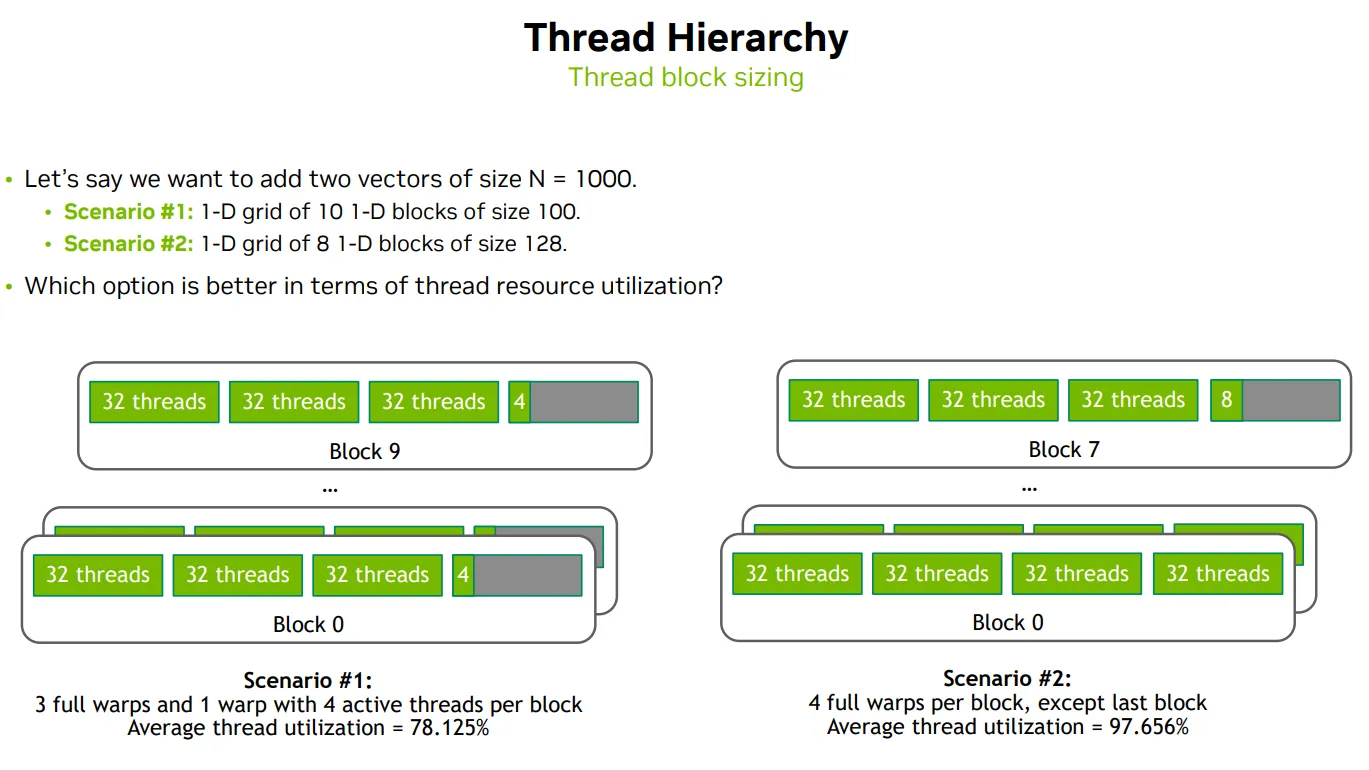 Thread Hierarchy
Thread block sizing
• Let’s say we want to add two vectors of size N = 1000.
• Scenario #1: 1-D grid of 10 1-D blocks of size 100.
• Scenario #2: 1-D grid of 8 1-D blocks of size 128.
• Which option is better in terms of thread resource utilization?
32 threads 32 threads 32 threads 4
Block 9
...
32 threads 32 threads 32 threads 4
Block 0
Scenario #1:
3 full warps and 1 warp with 4 active threads per block
Average thread utilization = 78.125%
32 threads 32 threads 32 threads 8
Block 7
...
32 threads 32 threads 32 threads 32 threads
Block 0
Scenario #2:
4 full warps per block, except last block
Average thread utilization = 97.656%